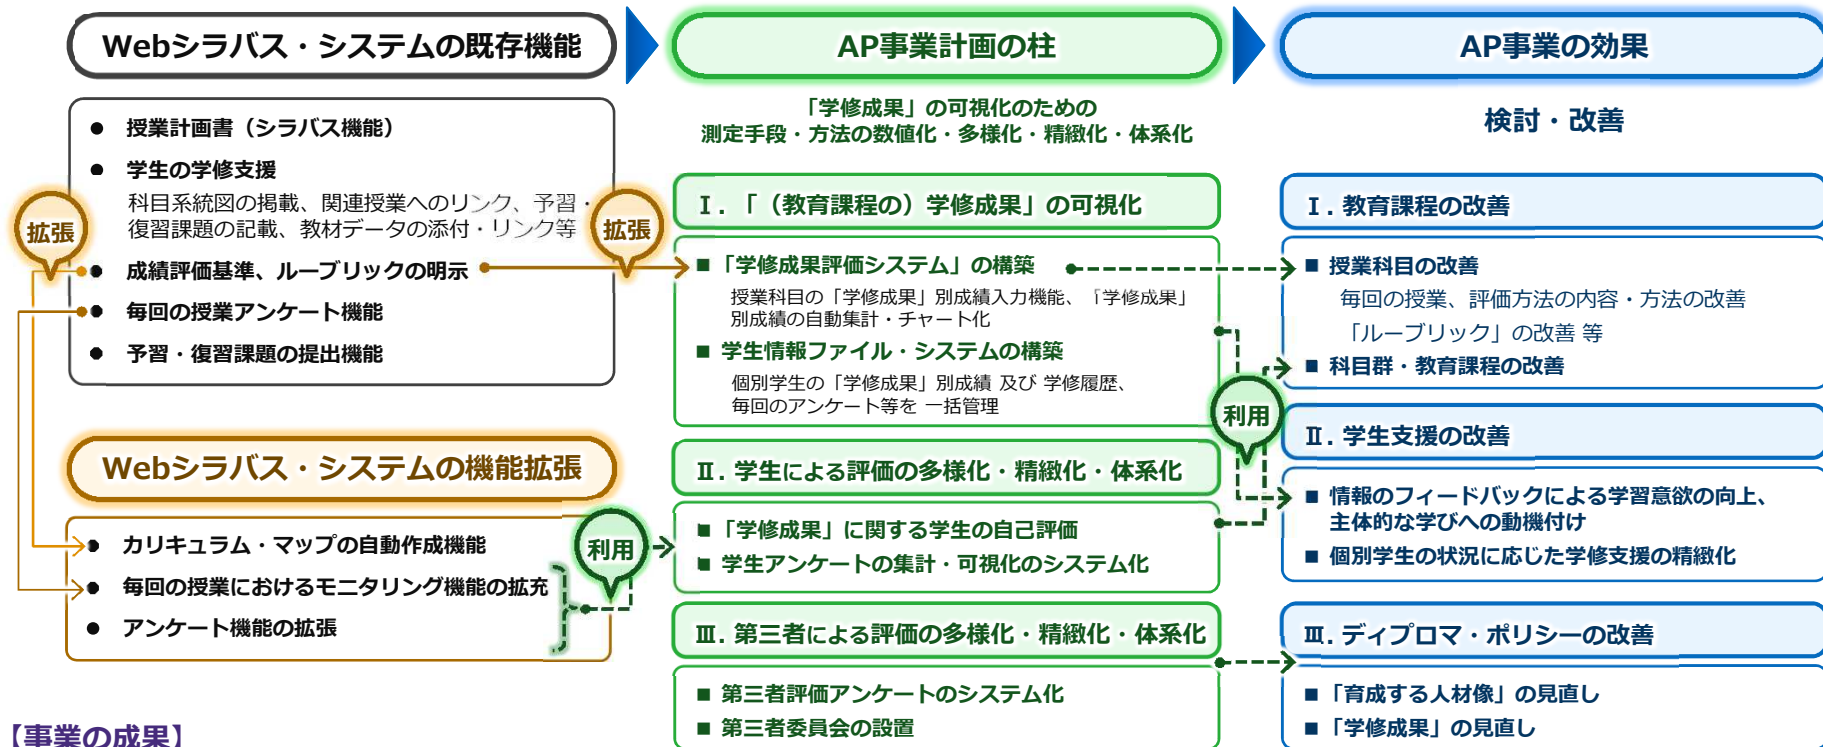 Webシラバス・システムの既存機能
● 授業計画書（シラバス機能）
● 学生の学修支援
科目系統図の掲載、関連授業へのリンク、予習・
復習課題の記載、教材データの添付・リンク等
● 成績評価基準、ルーブリックの明示
● 毎回の授業アンケート機能
● 予習・復習課題の提出機能
拡張
拡張
Webシラバス・システムの機能拡張
● カリキュラム・マップの自動作成機能
● 毎回の授業におけるモニタリング機能の拡充
● アンケート機能の拡張
利用
AP事業計画の柱
「学修成果」の可視化のための
測定手段・方法の数値化・多様化・精緻化・体系化
Ⅰ．「（教育課程の）学修成果」の可視化
■ 「学修成果評価システム」の構築
授業科目の「学修成果」別成績入力機能、「学修成果」
別成績の自動集計・チャート化
■ 学生情報ファイル・システムの構築
個別学生の「学修成果」別成績 及び 学修履歴、
毎回のアンケート等を 一括管理
Ⅱ. 学生による評価の多様化・精緻化・体系化
■ 「学修成果」に関する学生の自己評価
■ 学生アンケートの集計・可視化のシステム化
Ⅲ. 第三者による評価の多様化・精緻化・体系化
■ 第三者評価アンケートのシステム化
■ 第三者委員会の設置
利用
AP事業の効果
検討・改善
Ⅰ. 教育課程の改善
■ 授業科目の改善
毎回の授業、評価方法の内容・方法の改善
「ルーブリック」の改善 等
■ 科目群・教育課程の改善
Ⅱ. 学生支援の改善
■ 情報のフィードバックによる学習意欲の向上、
主体的な学びへの動機付け
■ 個別学生の状況に応じた学修支援の精緻化
Ⅲ. ディプロマ・ポリシーの改善
■ 「育成する人材像」の見直し
■ 「学修成果」の見直し
【事業の成果】